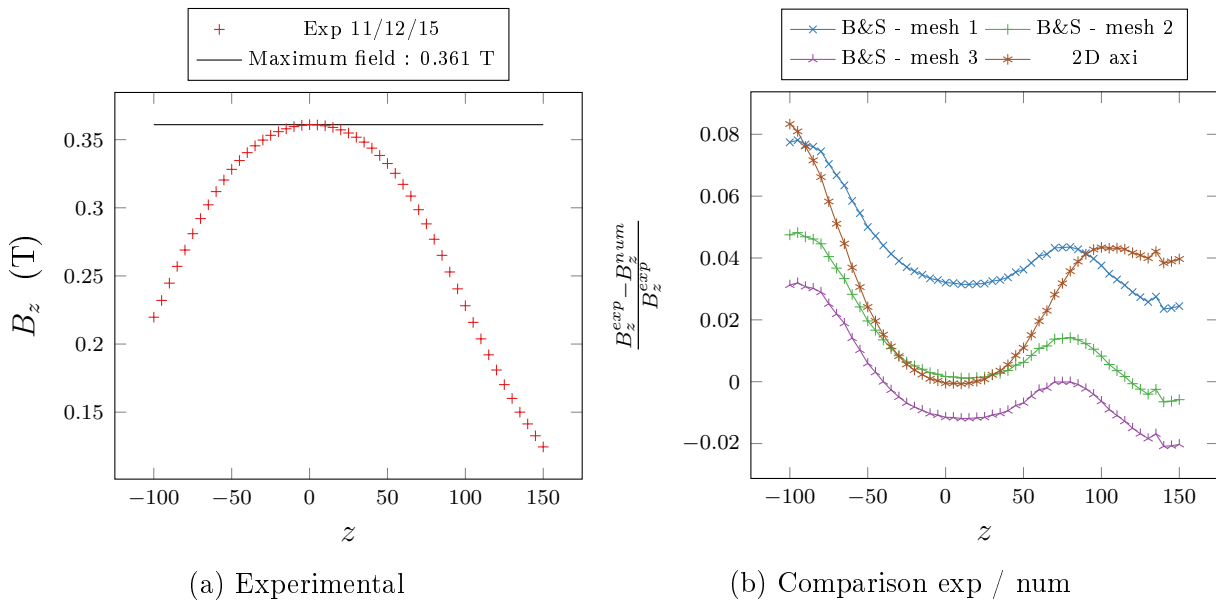 Exp 11/12/15
Maximum field : 0.361 T
0.35
0.3
0.25
0.2
0.15
B_z (T)
−100 −50 0 50 100 150
z
(a) Experimental
B&S - mesh 1 B&S - mesh 2
B&S - mesh 3 2D axi
0.08
0.06
0.04
0.02
0
−0.02
B_z^{exp} − B_z^{num}
B_z^{exp}
−100 −50 0 50 100 150
z
(b) Comparison exp / num